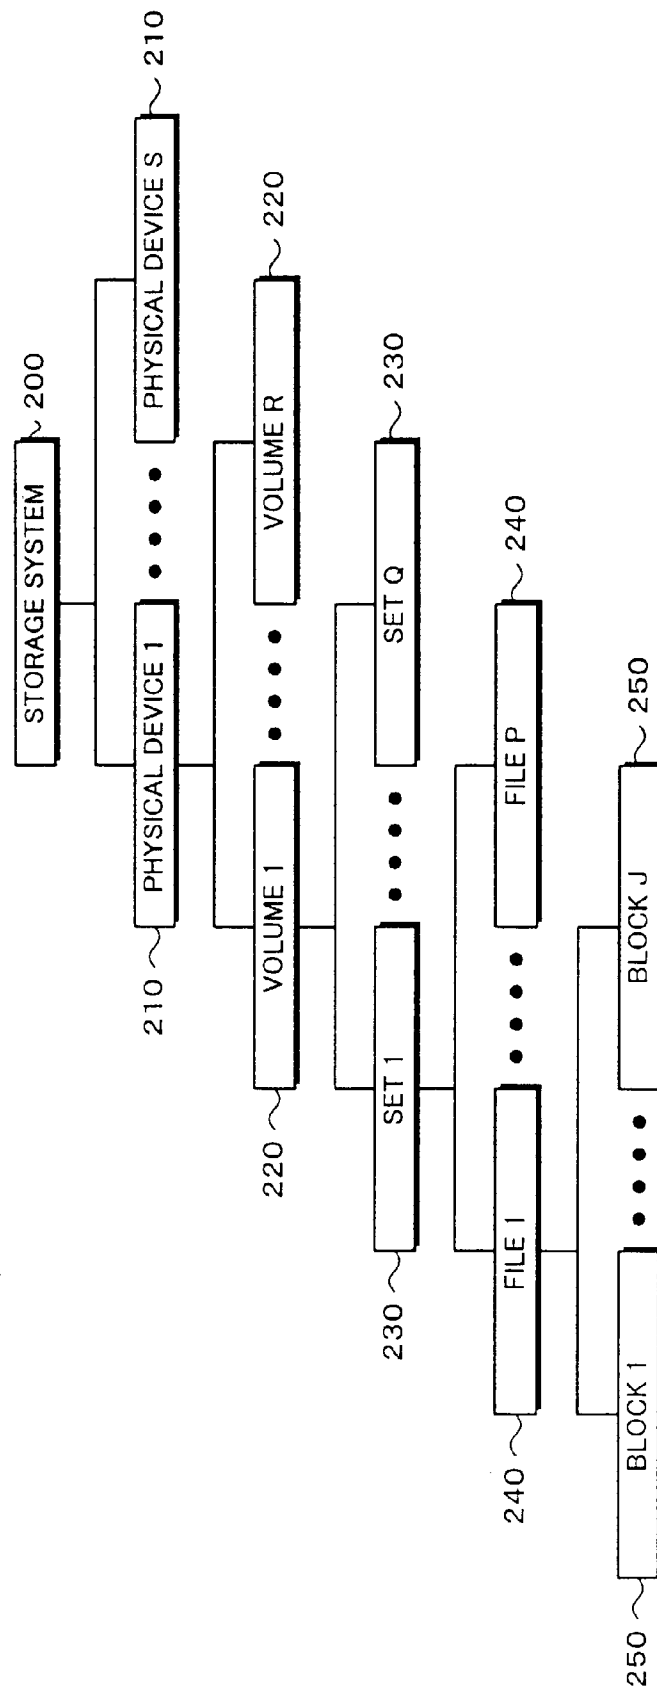 STORAGE SYSTEM 200
PHYSICAL DEVICE 1 210
PHYSICAL DEVICE S 210
VOLUME 1 220
VOLUME R 220
SET 1 230
SET Q 230
FILE 1 240
FILE P 240
BLOCK 1 250
BLOCK J 250